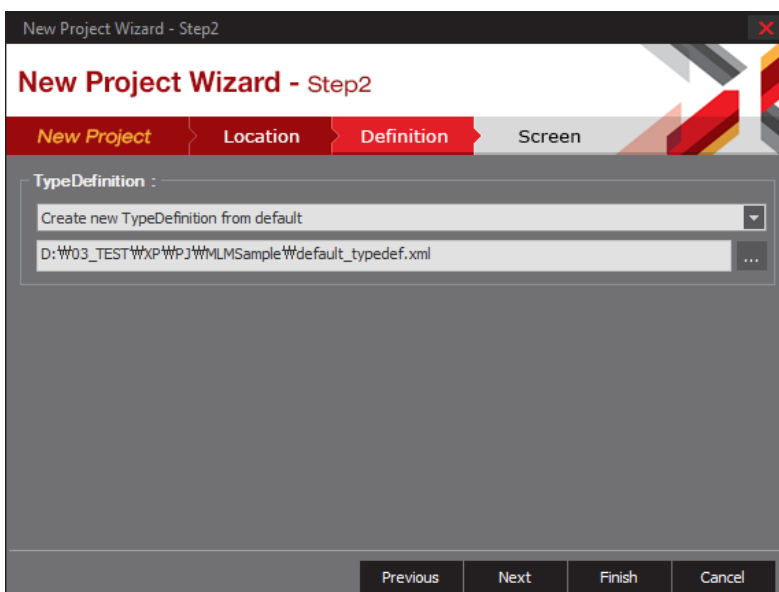 New Project Wizard - Step2
New Project Wizard - Step2
New Project Location Definition Screen
TypeDefinition :
Create new TypeDefinition from default
D:₩03_TEST₩XP₩PJ₩MLMSample₩default_typedef.xml ...
Previous Next Finish Cancel